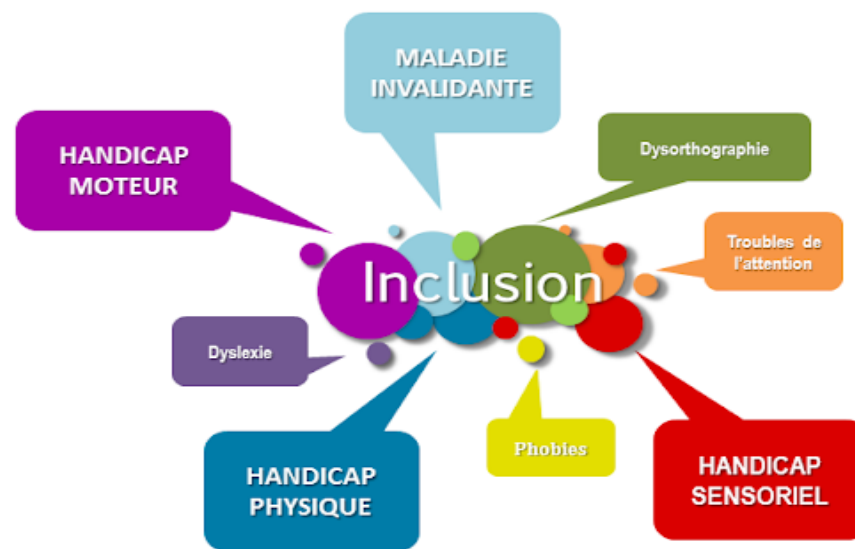 MALADIE
INVALIDANTE
HANDICAP
MOTEUR
Dysorthographie
Troubles de
l'attention
Inclusion
Dyslexie
Phobies
HANDICAP
PHYSIQUE
HANDICAP
SENSORIEL